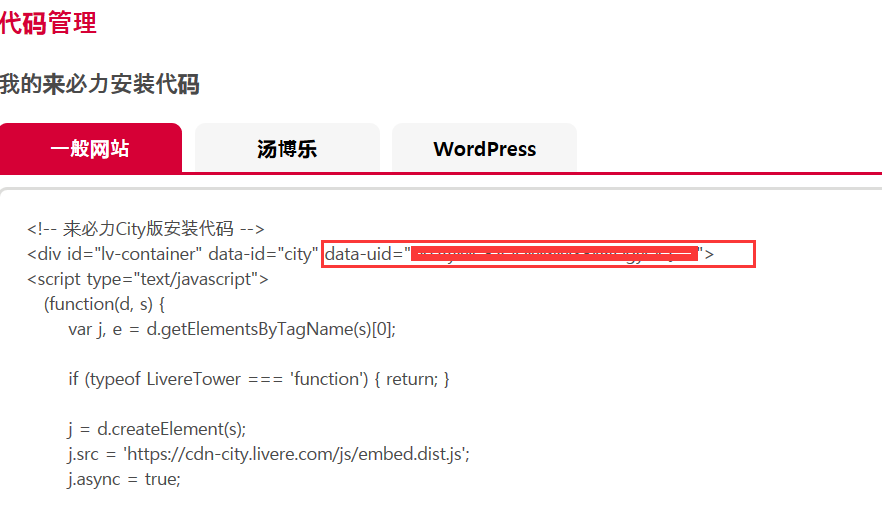 代码管理
我的来必力安装代码
一般网站 汤博乐 WordPress
<!-- 来必力City版安装代码 -->
<div id="lv-container" data-id="city" data-uid="">
<script type="text/javascript">
(function(d, s) {
var j, e = d.getElementsByTagName(s)[0];
if (typeof LivereTower === 'function') { return; }
j = d.createElement(s);
j.src = 'https://cdn-city.livere.com/js/embed.dist.js';
j.async = true;